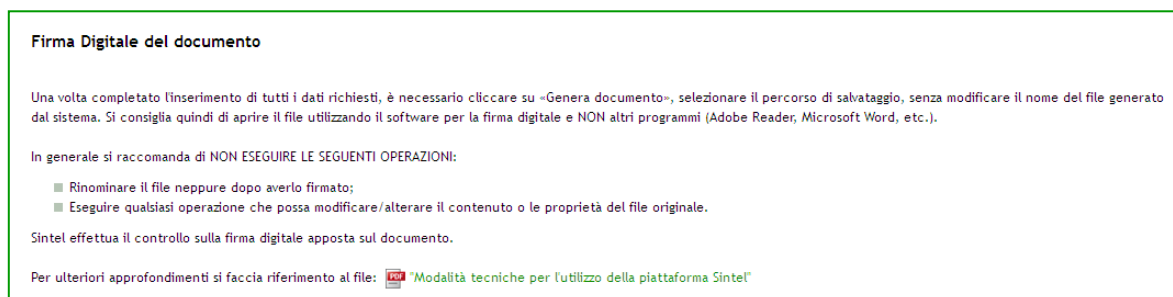 Firma Digitale del documento
Una volta completato l'inserimento di tutti i dati richiesti, è necessario cliccare su «Genera documento», selezionare il percorso di salvataggio, senza modificare il nome del file generato
dal sistema. Si consiglia quindi di aprire il file utilizzando il software per la firma digitale e NON altri programmi (Adobe Reader, Microsoft Word, etc.).
In generale si raccomanda di NON ESEGUIRE LE SEGUENTI OPERAZIONI:
Rinominare il file neppure dopo averlo firmato;
Eseguire qualsiasi operazione che possa modificare/alterare il contenuto o le proprietà del file originale.
Sintel effettua il controllo sulla firma digitale apposta sul documento.
Per ulteriori approfondimenti si faccia riferimento al file: PDF "Modalità tecniche per l'utilizzo della piattaforma Sintel"